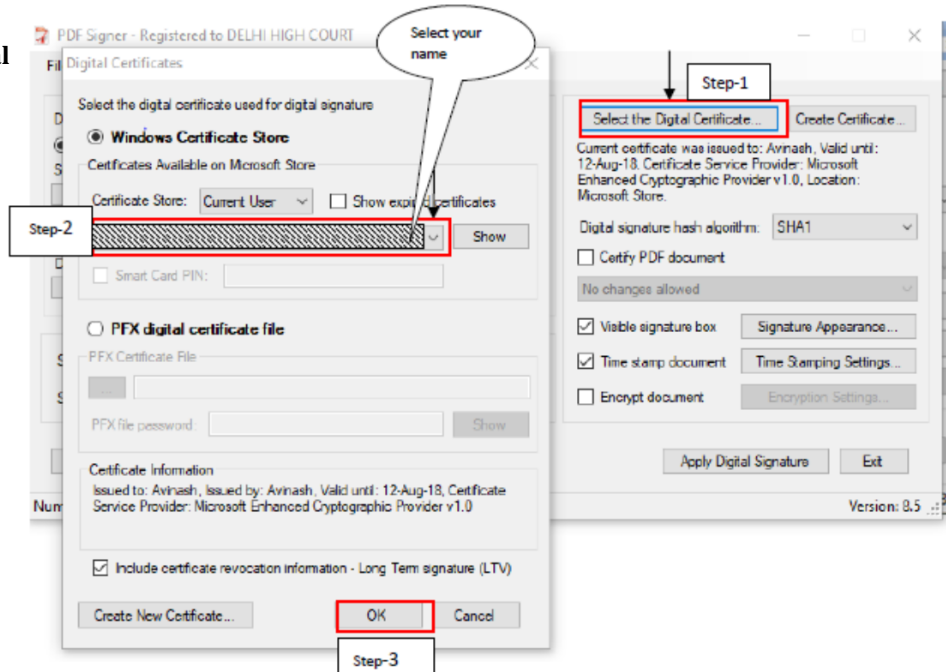 PDF Signer - Registered to DELHI HIGH COURT
Select your
name
Fil
Digital Certificates
Select the digital certificate used for digital signature
Windows Certificate Store
Certificates Available on Microsoft Store
Certificate Store: Current User
Show expired certificates
Step-2
Show
Smart Card PIN:
PFX digital certificate file
PFX Certificate File
...
PFX file password:
Show
Certificate Information
Issued to: Avinash, Issued by: Avinash, Valid until: 12-Aug-18, Certificate
Service Provider: Microsoft Enhanced Cryptographic Provider v1.0
Include certificate revocation information - Long Term signature (LTV)
Create New Certificate...
OK
Cancel
Step-3
Step-1
Select the Digital Certificate...
Create Certificate...
Current certificate was issued to: Avinash, Valid until:
12-Aug-18. Certificate Service Provider: Microsoft
Enhanced Cryptographic Provider v1.0, Location:
Microsoft Store.
Digital signature hash algorithm: SHA1
Certify PDF document
No changes allowed
Visible signature box
Signature Appearance...
Time stamp document
Time Stamping Settings...
Encrypt document
Encryption Settings...
Apply Digital Signature
Exit
Num
Version: 8.5